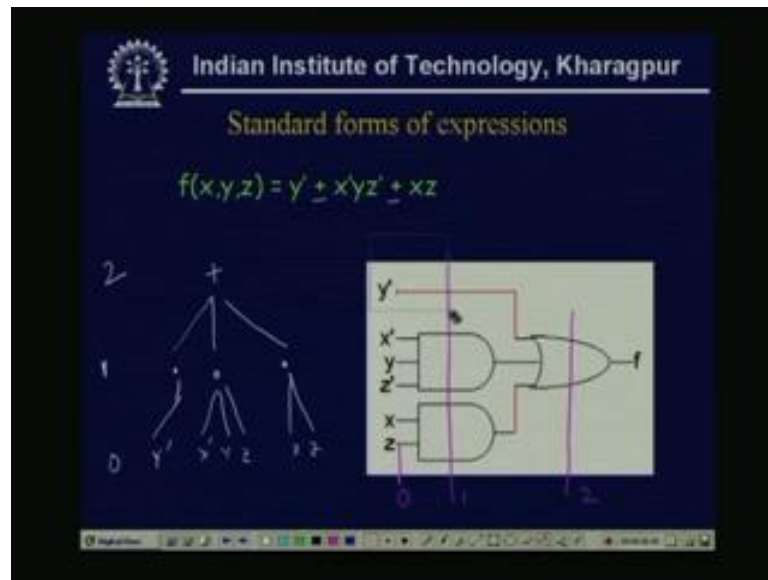 Indian Institute of Technology, Kharagpur
Standard forms of expressions
f(x,y,z) = y' + x'yz' + xz
2 +
1 . . .
0 y' x' y z x z
y'
x'
y
z'
x
z
f
0 1 2